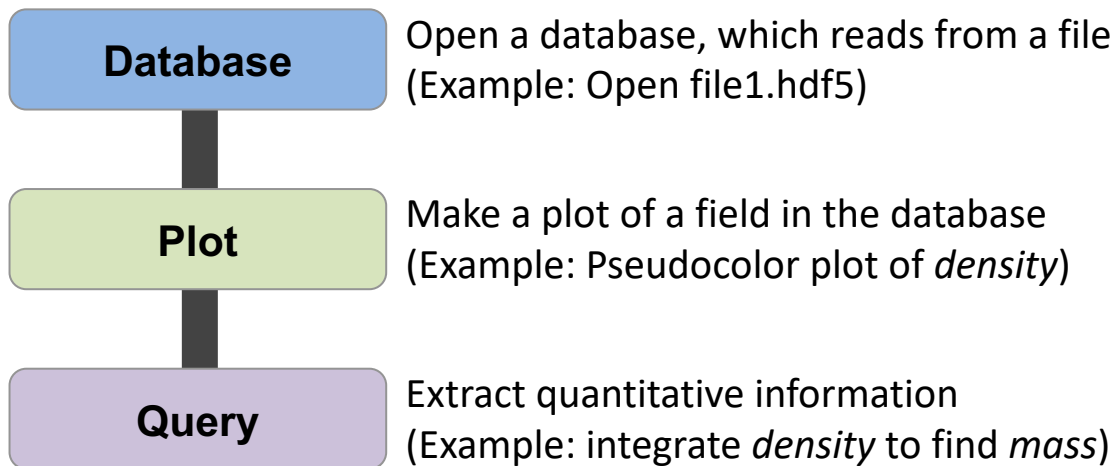 Database
Open a database, which reads from a file
(Example: Open file1.hdf5)
Plot
Make a plot of a field in the database
(Example: Pseudocolor plot of density)
Query
Extract quantitative information
(Example: integrate density to find mass)